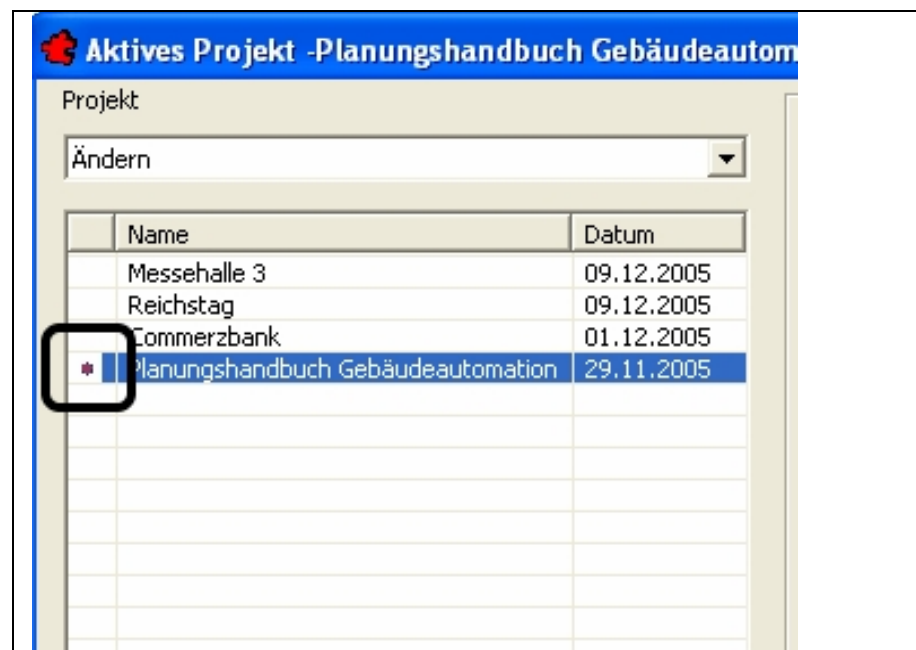 Aktives Projekt -Planungshandbuch Gebäudeautom
Projekt
Ändern
Name Datum
Messehalle 3 09.12.2005
Reichstag 09.12.2005
Commerzbank 01.12.2005
* Planungshandbuch Gebäudeautomation 29.11.2005